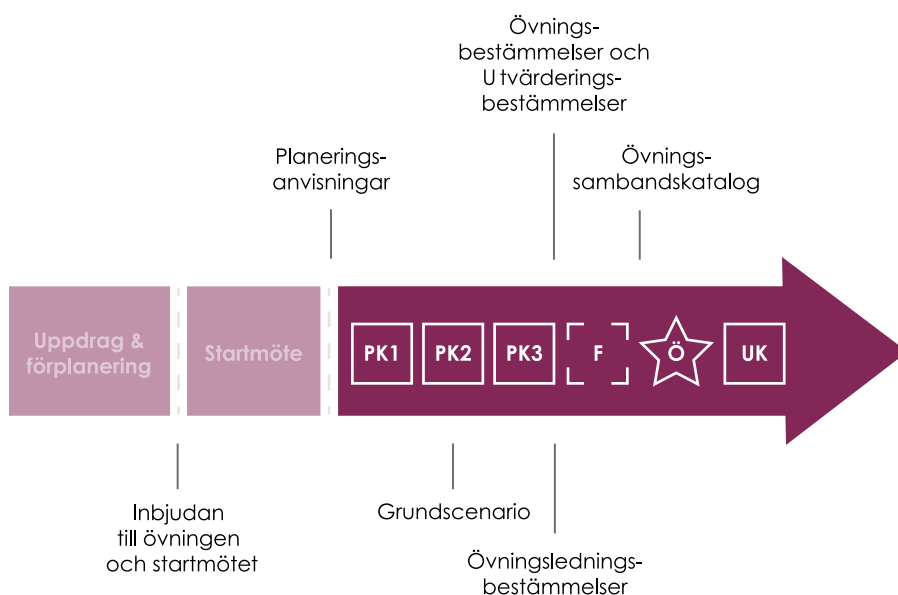 Övnings-
bestämmelser och
Utvärderings-
bestämmelser
Planerings-
anvisningar
Övnings-
sambandskatalog
Uppdrag &
förplanering
Startmöte
PK1
PK2
PK3
F
Ö
UK
Inbjudan
till övningen
och startmötet
Grundscenario
Övningslednings-
bestämmelser